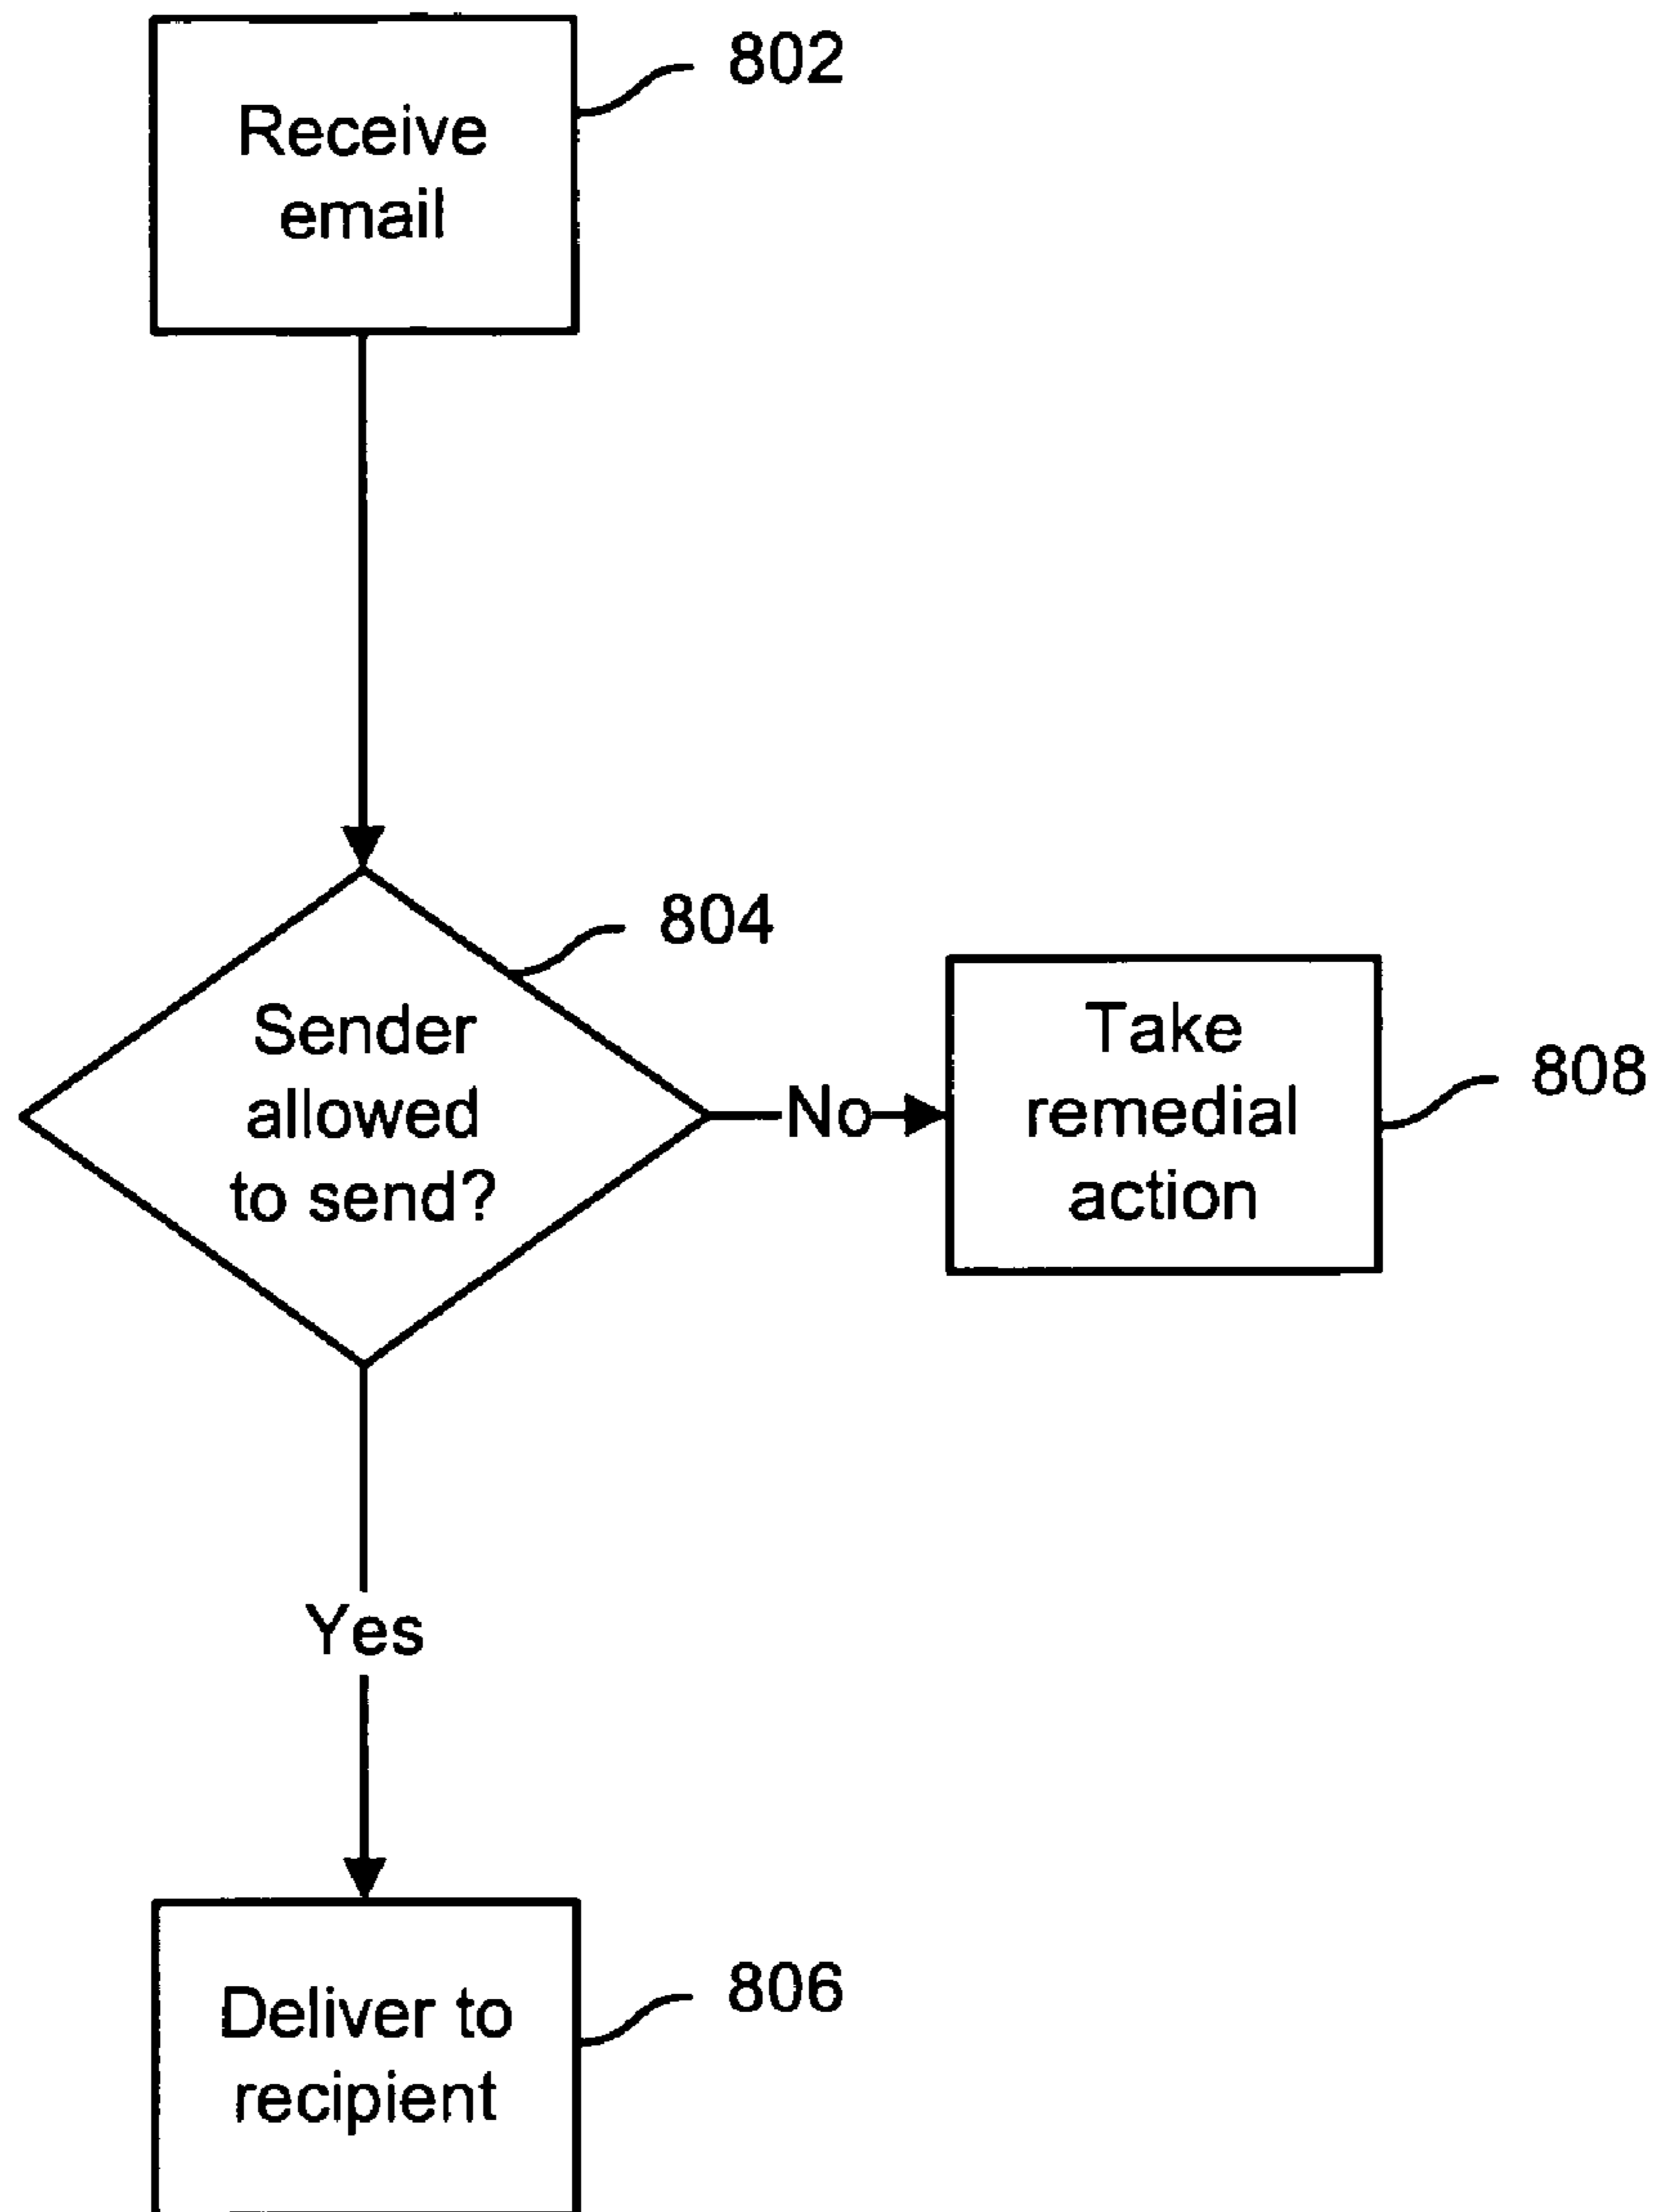 802
Receive
email
804
Sender
allowed
to send?
No
Take
remedial
action
808
Yes
806
Deliver to
recipient